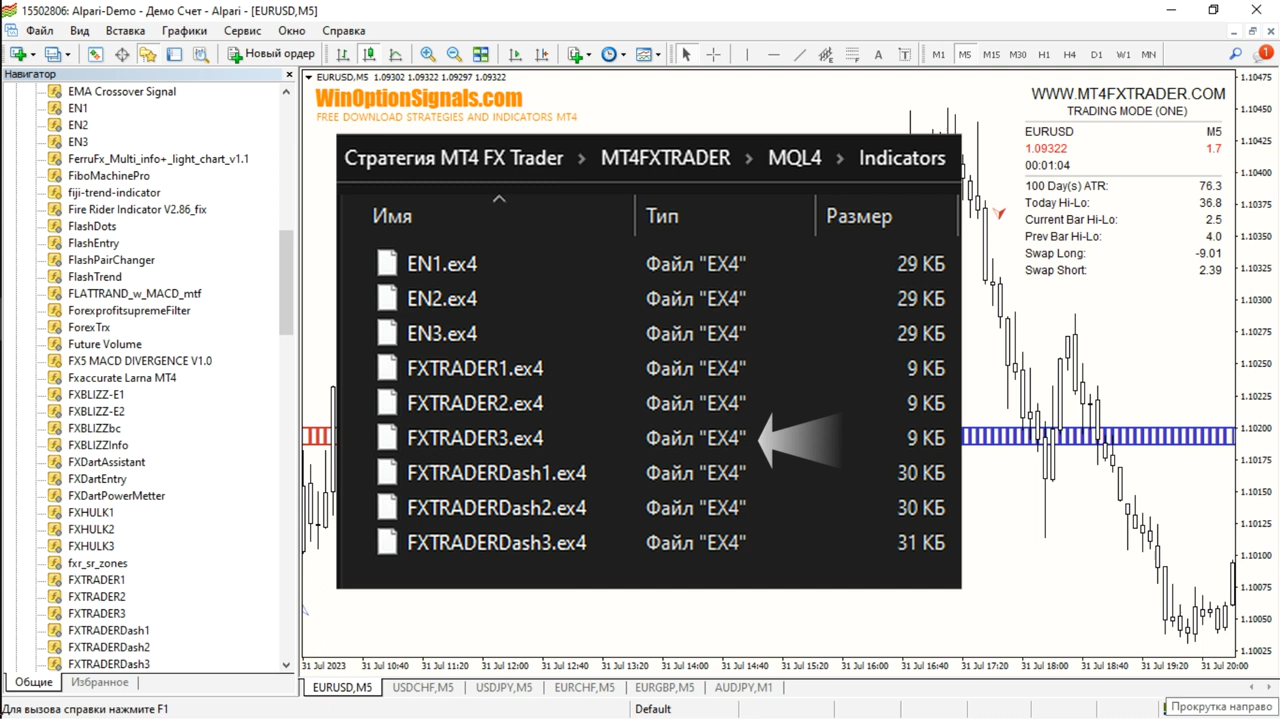 15502806: Alpari-Demo - Демо Счет - Alpari - [EURUSD,M5]
Файл Вид Вставка Графики Сервис Окно Справка
Новый ордер
A T M1 M5 M15 M30 H1 H4 D1 W1 MN 1
Навигатор
EMA Crossover Signal
EN1
EN2
EN3
FerruFx_Multi_info+_light_chart_v1.1
FiboMachinePro
fiji-trend-indicator
Fire Rider Indicator V2.86_fix
FlashDots
FlashEntry
FlashPairChanger
FlashTrend
FLATTRAND_w_MACD_mtf
ForexprofitsupremeFilter
ForexTrx
Future Volume
FX5 MACD DIVERGENCE V1.0
Fxaccurate Larna MT4
FXBLIZZ-E1
FXBLIZZ-E2
FXBLIZZbc
FXBLIZZInfo
FXDartAssistant
FXDartEntry
FXDartPowerMetter
FXHULK1
FXHULK2
FXHULK3
fxr_sr_zones
FXTRADER1
FXTRADER2
FXTRADER3
FXTRADERDash1
FXTRADERDash2
FXTRADERDash3
Общие Избранное
EURUSD,M5 1.09302 1.09322 1.09297 1.09322
WinOptionSignals.com
FREE DOWNLOAD STRATEGIES AND INDICATORS MT4
Стратегия MT4 FX Trader > MT4FXTRADER > MQL4 > Indicators
Имя Тип Размер
EN1.ex4 Файл "EX4" 29 КБ
EN2.ex4 Файл "EX4" 29 КБ
EN3.ex4 Файл "EX4" 29 КБ
FXTRADER1.ex4 Файл "EX4" 9 КБ
FXTRADER2.ex4 Файл "EX4" 9 КБ
FXTRADER3.ex4 Файл "EX4" 9 КБ
FXTRADERDash1.ex4 Файл "EX4" 30 КБ
FXTRADERDash2.ex4 Файл "EX4" 30 КБ
FXTRADERDash3.ex4 Файл "EX4" 31 КБ
WWW.MT4FXTRADER.COM
TRADING MODE (ONE)
EURUSD M5
1.09322 1.7
00:01:04
100 Day(s) ATR: 76.3
Today Hi-Lo: 36.8
Current Bar Hi-Lo: 2.5
Prev Bar Hi-Lo: 4.0
Swap Long: -9.01
Swap Short: 2.39
1.10475
1.10450
1.10425
1.10400
1.10375
1.10350
1.10325
1.10300
1.10275
1.10250
1.10225
1.10200
1.10175
1.10150
1.10125
1.10100
1.10075
1.10050
1.10025
31 Jul 2023 31 Jul 10:40 31 Jul 11:20 31 Jul 12:00 31 Jul 12:40 31 Jul 13:20 31 Jul 14:00 31 Jul 14:40 31 Jul 15:20 31 Jul 16:00 31 Jul 16:40 31 Jul 17:20 31 Jul 18:00 31 Jul 18:40 31 Jul 19:20 31 Jul 20:00
EURUSD,M5 USDCHF,M5 USDJPY,M5 EURCHF,M5 EURGBP,M5 AUDJPY,M1
Для вызова справки нажмите F1 Default Прокрутка направо